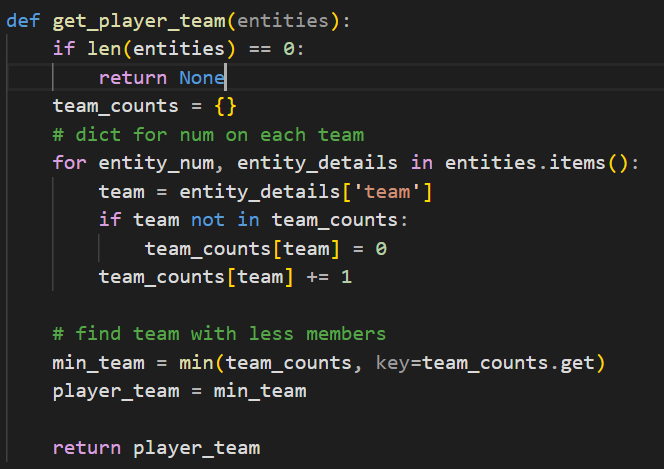 def get_player_team(entities):
    if len(entities) == 0:
        return None
    team_counts = {}
    # dict for num on each team
    for entity_num, entity_details in entities.items():
        team = entity_details['team']
        if team not in team_counts:
            team_counts[team] = 0
        team_counts[team] += 1

    # find team with less members
    min_team = min(team_counts, key=team_counts.get)
    player_team = min_team

    return player_team